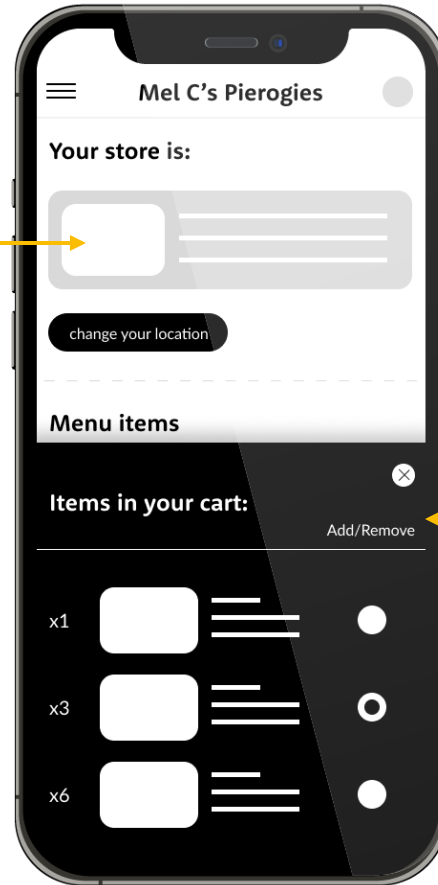 Mel C's Pierogies
Your store is:
change your location
Menu items
Items in your cart:
Add/Remove
x1
x3
x6